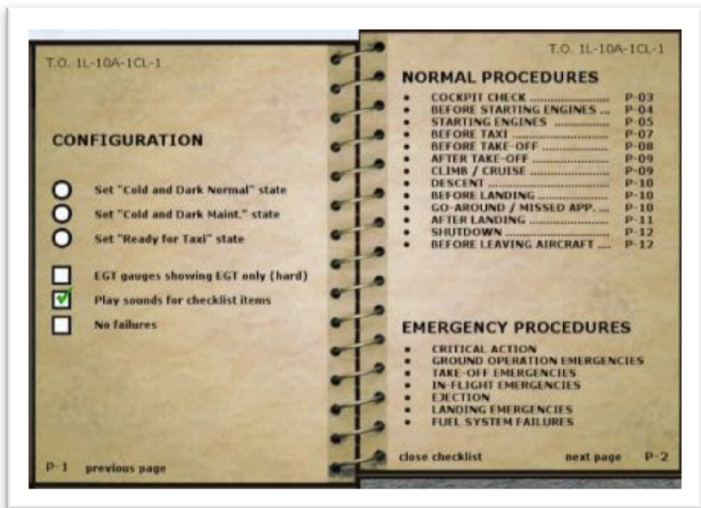 T.O. 1L-10A-1CL-1
CONFIGURATION
Set "Cold and Dark Normal" state
Set "Cold and Dark Maint." state
Set "Ready for Taxi" state
EGT gauges showing EGT only (hard)
Play sounds for checklist items
No failures
P-1 previous page
T.O. 1L-10A-1CL-1
NORMAL PROCEDURES
• COCKPIT CHECK ...................... P-03
• BEFORE STARTING ENGINES ... P-04
• STARTING ENGINES ............... P-05
• BEFORE TAXI ........................ P-07
• BEFORE TAKE-OFF .................. P-08
• AFTER TAKE-OFF .................... P-09
• CLIMB / CRUISE ..................... P-09
• DESCENT .............................. P-10
• BEFORE LANDING ................... P-10
• GO-AROUND / MISSED APP. ... P-10
• AFTER LANDING ..................... P-11
• SHUTDOWN ........................... P-12
• BEFORE LEAVING AIRCRAFT .... P-12
EMERGENCY PROCEDURES
• CRITICAL ACTION
• GROUND OPERATION EMERGENCIES
• TAKE-OFF EMERGENCIES
• IN-FLIGHT EMERGENCIES
• EJECTION
• LANDING EMERGENCIES
• FUEL SYSTEM FAILURES
close checklist next page P-2